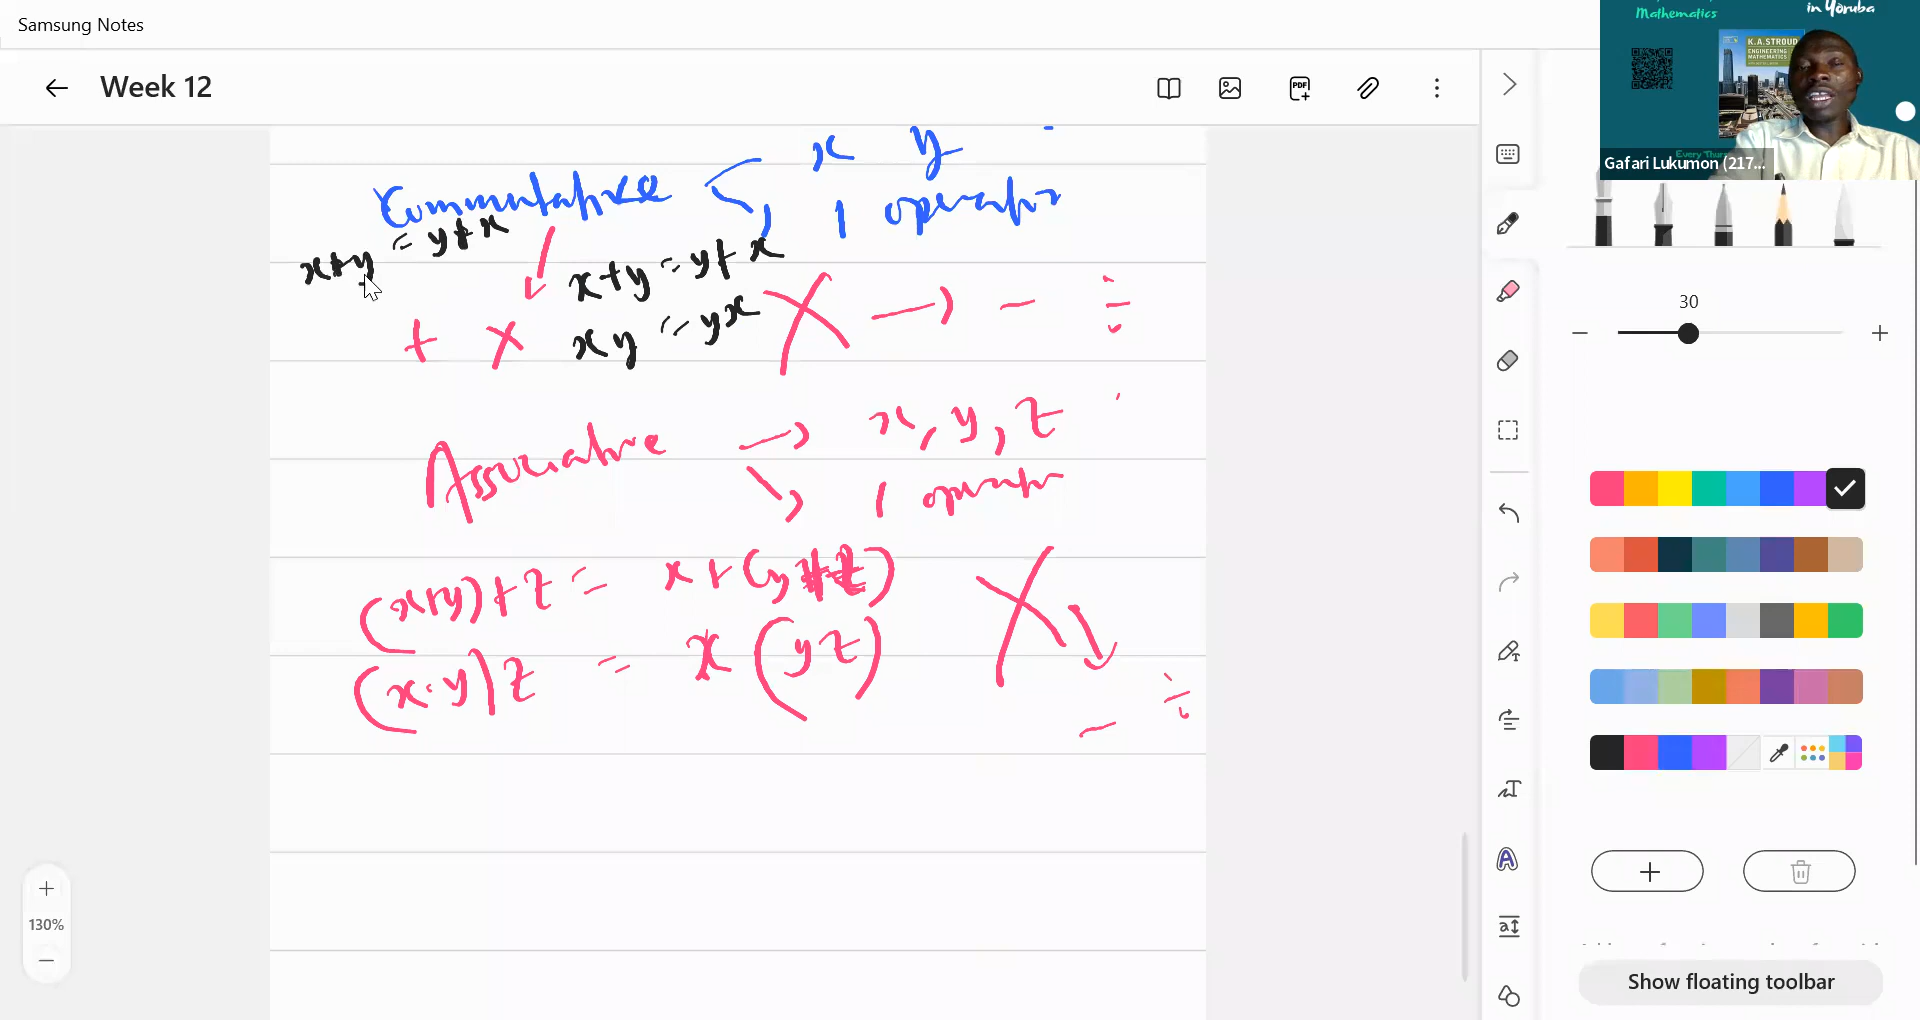 Samsung Notes
Week 12
Mathematics
in Yoruba
K.A. STROUD
ENGINEERING
MATHEMATICS
Gafari Lukumon (217...
x y
Commutative
1 operator
x+y = y+x
x+y = y+x
+ × xy = yx → - ÷
Associative → x, y, z
1 operator
(x+y)+z = x+(y+z)
(x·y)z = x(yz)
- ÷
30
PDF
130%
Show floating toolbar